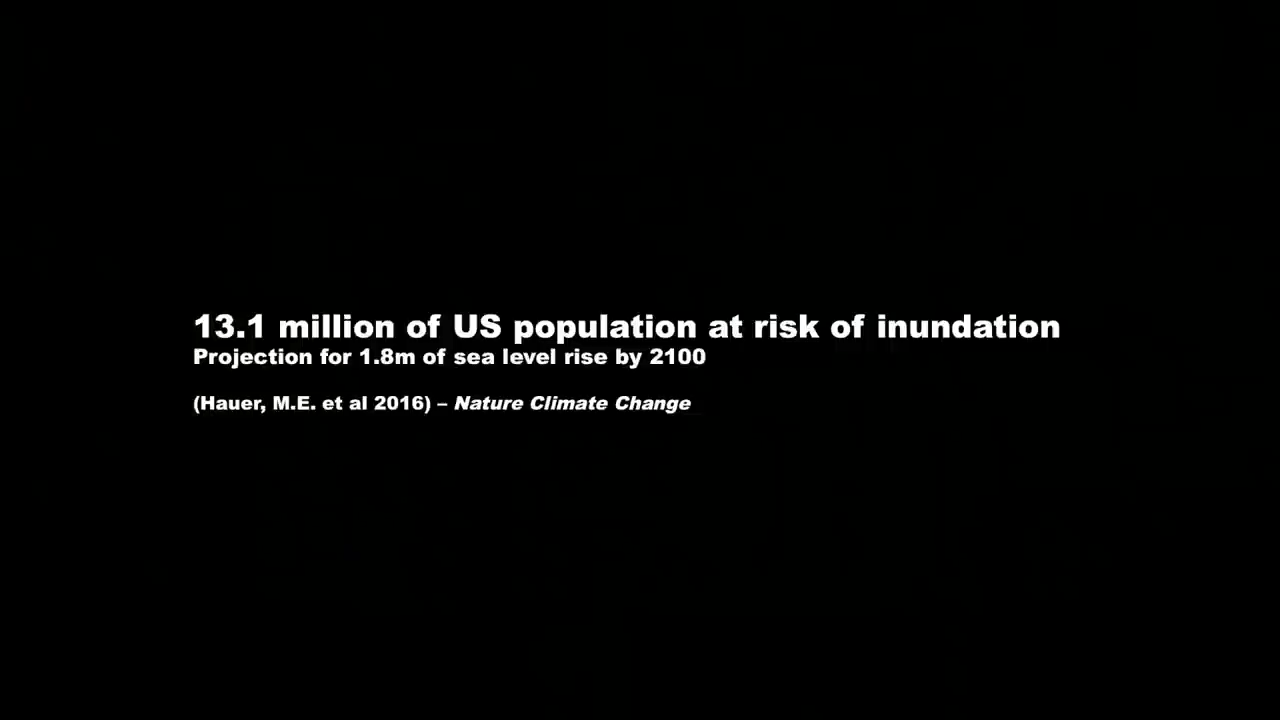 13.1 million of US population at risk of inundation
Projection for 1.8m of sea level rise by 2100
(Hauer, M.E. et al 2016) – Nature Climate Change